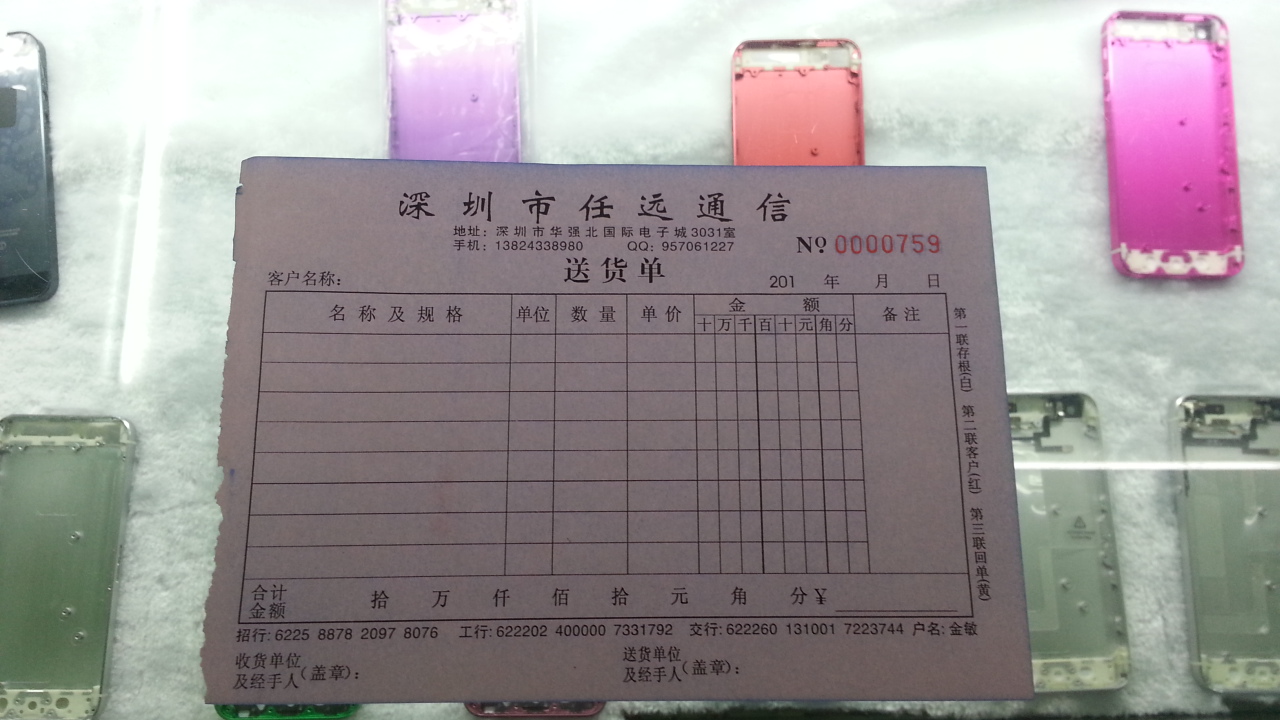 深圳市任远通信
地址：深圳市华强北国际电子城3031室
手机：13824338980 QQ：957061227
NO 0000759
送货单
客户名称： 201 年 月 日
名称及规格 单位 数量 单价 金额 备注
十 万 千 百 十 元 角 分
合计金额 拾 万 仟 佰 拾 元 角 分¥
招行: 6225 8878 2097 8076 工行: 622202 400000 7331792 交行: 622260 131001 7223744 户名: 金敏
收货单位及经手人(盖章)： 送货单位及经手人(盖章)：
第一联存根(白) 第二联客户(红) 第三联回单(黄)